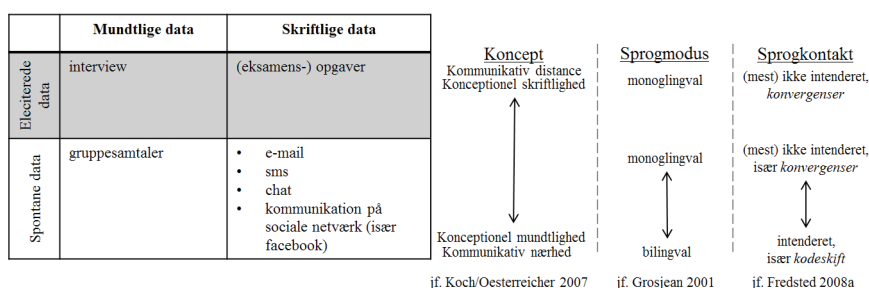 Mundtlige data
Skriftlige data
Eleciterede
data
interview
(eksamens-) opgaver
Spontane data
gruppesamtaler
• e-mail
• sms
• chat
• kommunikation på
sociale netværk (især
facebook)
Koncept
Kommunikativ distance
Konceptionel skriftlighed
Konceptionel mundtlighed
Kommunikativ nærhed
jf. Koch/Oesterreicher 2007
Sprogmodus
monoglingval
monoglingval
bilingval
jf. Grosjean 2001
Sprogkontakt
(mest) ikke intenderet,
konvergenser
(mest) ikke intenderet,
især konvergenser
intenderet,
især kodeskift
jf. Fredsted 2008a